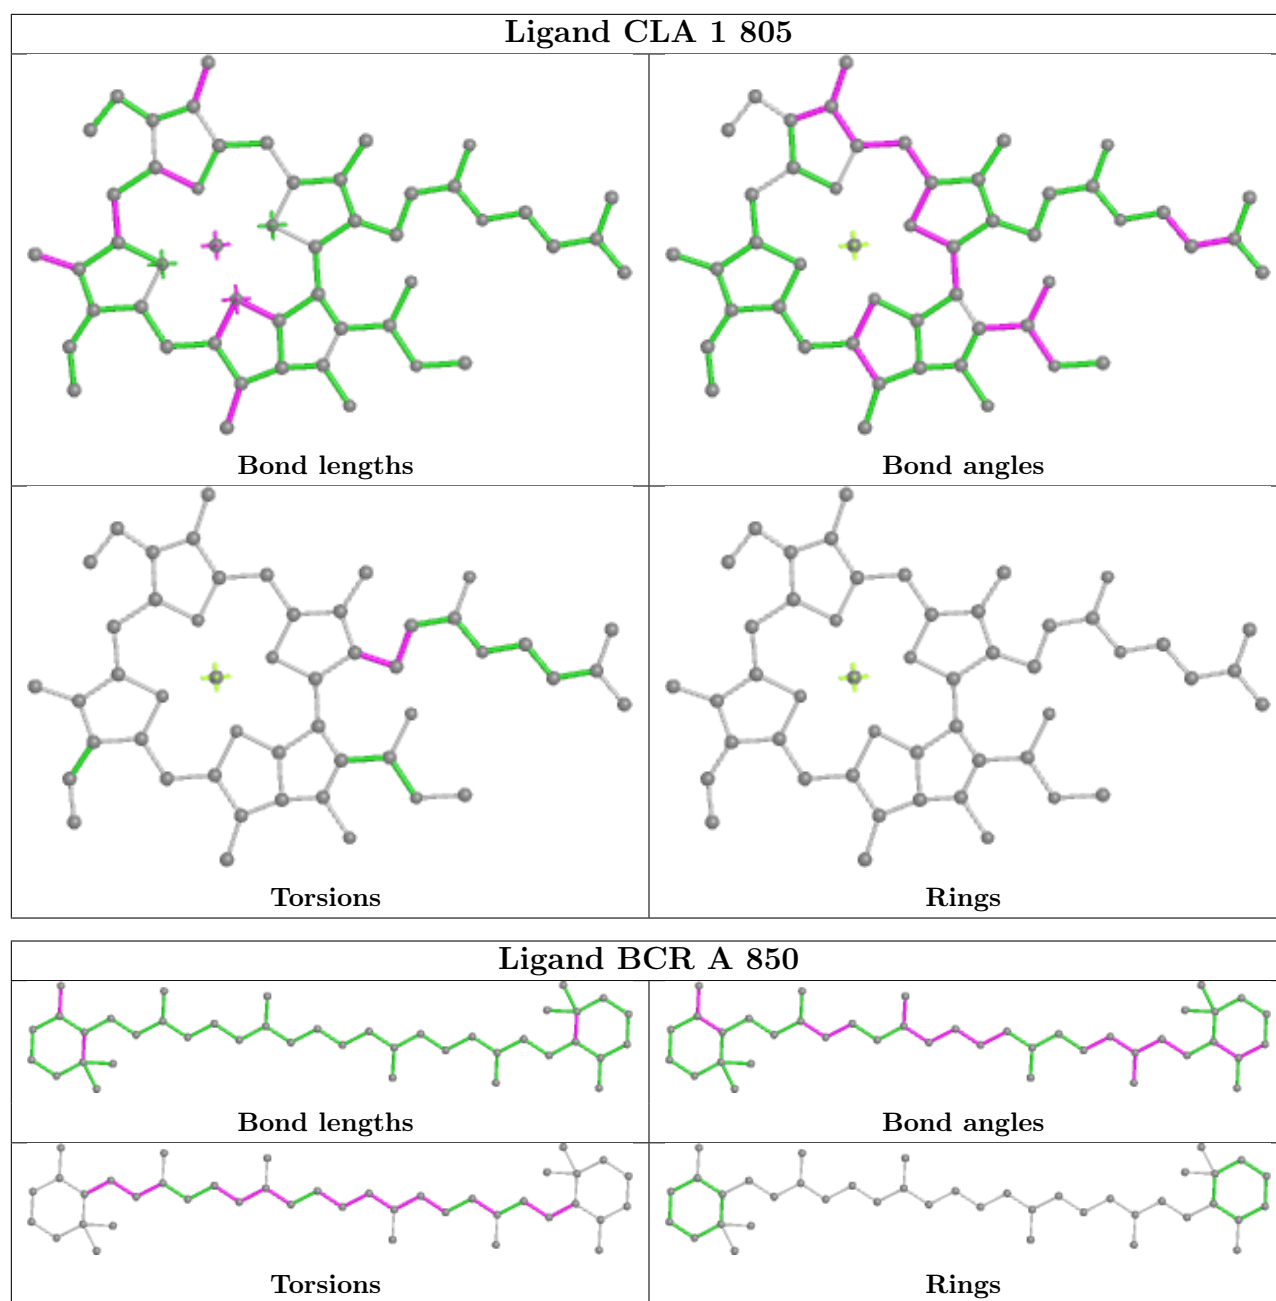 Ligand CLA 1 805
Bond lengths
Bond angles
Torsions
Rings
Ligand BCR A 850
Bond lengths
Bond angles
Torsions
Rings